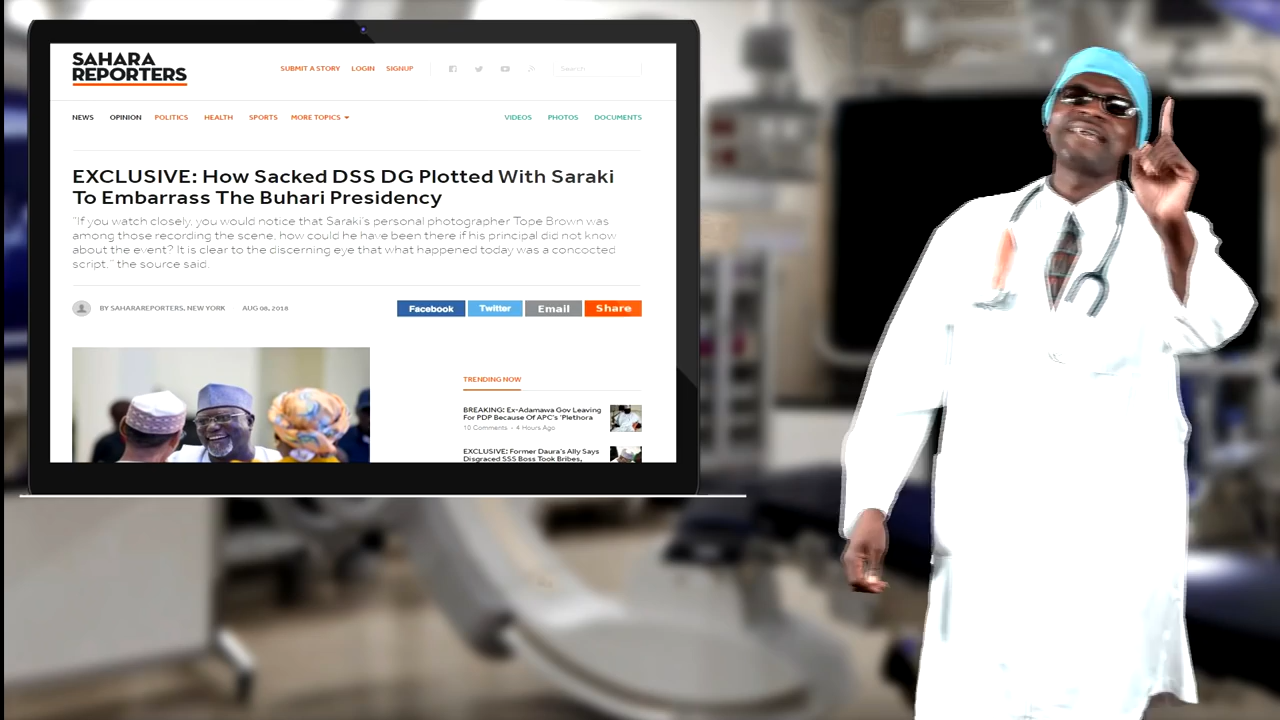 SAHARA
REPORTERS
SUBMIT A STORY LOGIN SIGNUP
Search
NEWS OPINION POLITICS HEALTH SPORTS MORE TOPICS VIDEOS PHOTOS DOCUMENTS
EXCLUSIVE: How Sacked DSS DG Plotted With Saraki
To Embarrass The Buhari Presidency
"If you watch closely, you would notice that Saraki's personal photographer Tope Brown was
among those recording the scene, how could he have been there if his principal did not know
about the event? It is clear to the discerning eye that what happened today was a concocted
script," the source said.
BY SAHARAREPORTERS, NEW YORK AUG 08, 2018
Facebook Twitter Email Share
TRENDING NOW
BREAKING: Ex-Adamawa Gov Leaving
For PDP Because Of APC's 'Plethora
10 Comments - 4 Hours Ago
EXCLUSIVE: Former Daura's Ally Says
Disgraced SSS Boss Took Bribes,